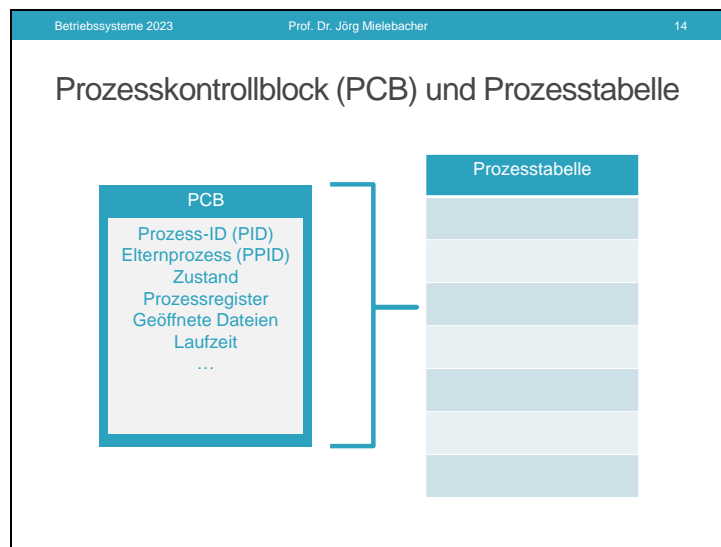 Betriebssysteme 2023 Prof. Dr. Jörg Mielebacher 14
Prozesskontrollblock (PCB) und Prozesstabelle
PCB
Prozess-ID (PID)
Elternprozess (PPID)
Zustand
Prozessregister
Geöffnete Dateien
Laufzeit
…
Prozesstabelle